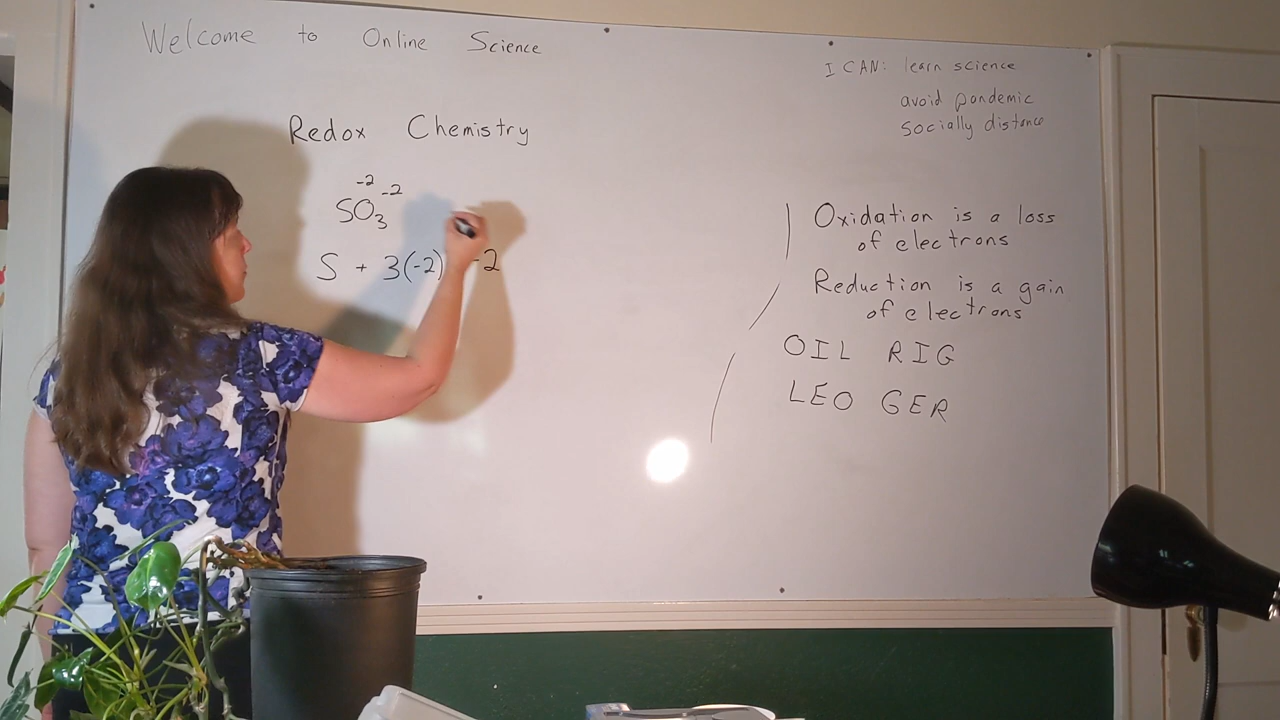 Welcome to Online Science
I CAN: learn science
avoid pandemic
socially distance
Redox Chemistry
-2
SO₃ -2
S + 3(-2) -2
Oxidation is a loss
of electrons
Reduction is a gain
of electrons
OIL RIG
LEO GER